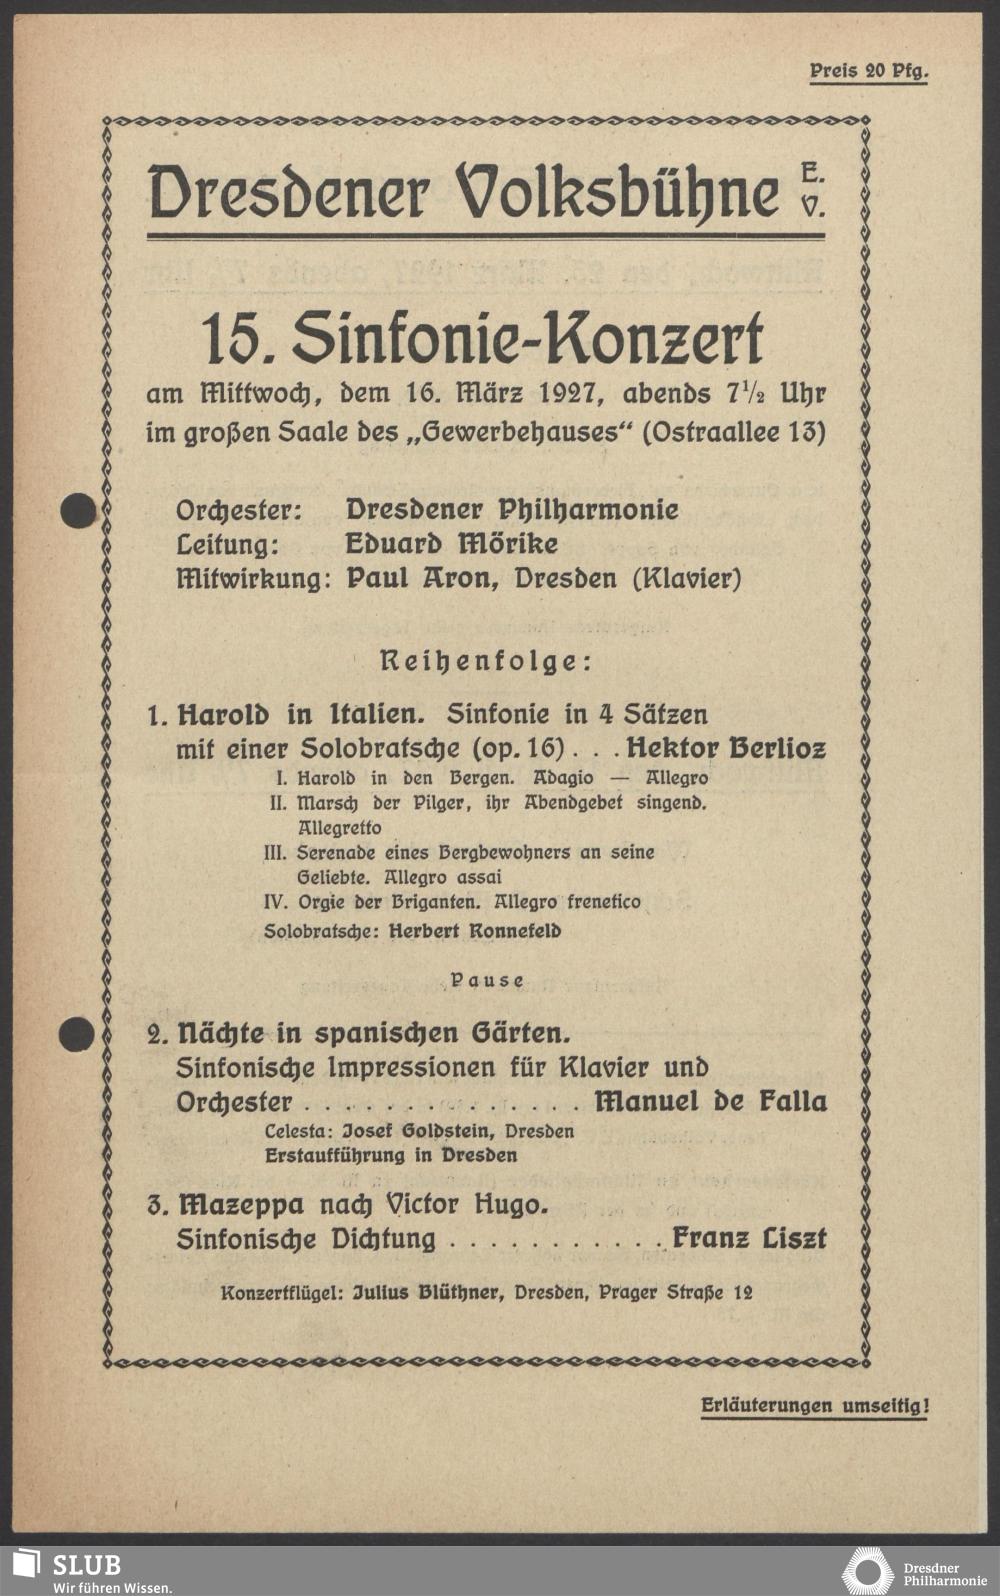 Preis 20 Pfg.
Dresdener Volksbühne E. V.
15. Sinfonie-Konzert
am Mittwoch, dem 16. März 1927, abends 7½ Uhr
im großen Saale des „Gewerbehauses“ (Ostraallee 13)
Orchester: Dresdener Philharmonie
Leitung: Eduard Mörike
Mitwirkung: Paul Aron, Dresden (Klavier)
Reihenfolge:
1. Harold in Italien. Sinfonie in 4 Sätzen
mit einer Solobratsche (op. 16) . . . Hektor Berlioz
I. Harold in den Bergen. Adagio — Allegro
II. Marsch der Pilger, ihr Abendgebet singend.
Allegretto
III. Serenade eines Bergbewohners an seine
Geliebte. Allegro assai
IV. Orgie der Briganten. Allegro frenetico
Solobratsche: Herbert Ronnefeld
Pause
2. Nächte in spanischen Gärten.
Sinfonische Impressionen für Klavier und
Orchester . . . . . . . . . . . . . . Manuel de Falla
Celesta: Josef Goldstein, Dresden
Erstaufführung in Dresden
3. Mazeppa nach Victor Hugo.
Sinfonische Dichtung . . . . . . . . . . . Franz Liszt
Konzertflügel: Julius Blüthner, Dresden, Prager Straße 12
Erläuterungen umseitig!
SLUB
Wir führen Wissen.
Dresdner
Philharmonie